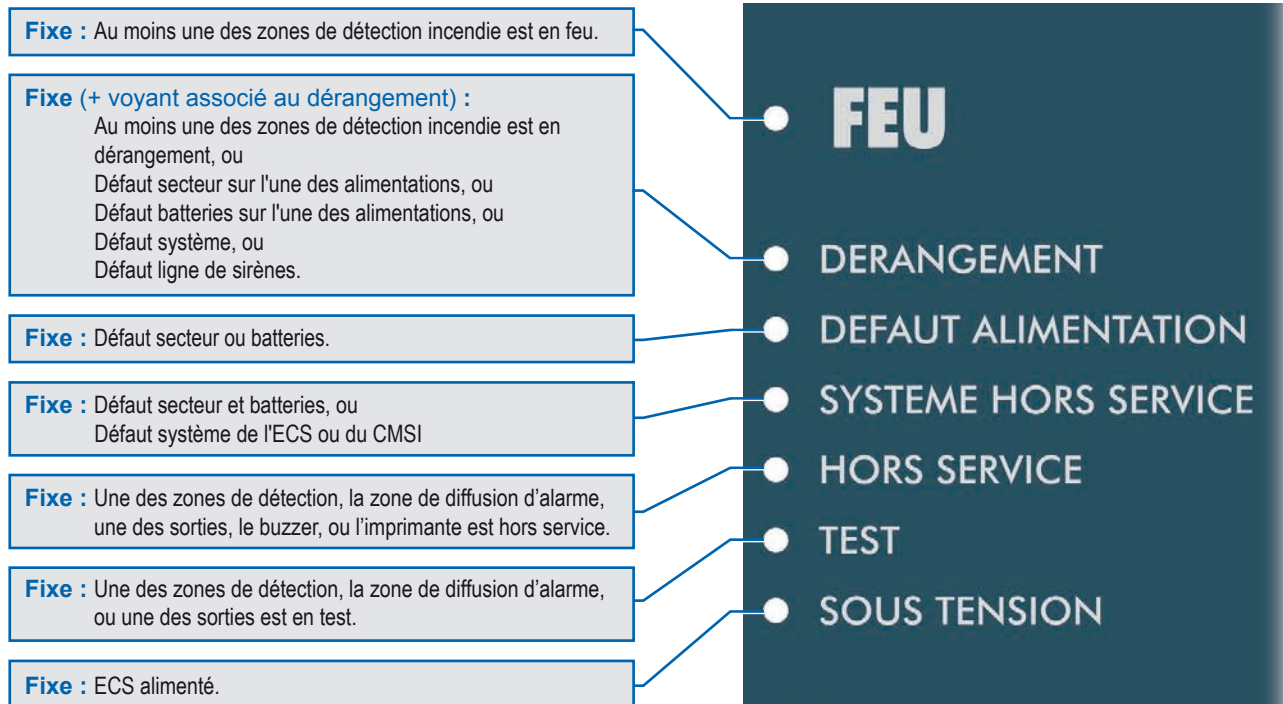 Fixe : Au moins une des zones de détection incendie est en feu.
Fixe (+ voyant associé au dérangement) :
Au moins une des zones de détection incendie est en
dérangement, ou
Défaut secteur sur l'une des alimentations, ou
Défaut batteries sur l'une des alimentations, ou
Défaut système, ou
Défaut ligne de sirènes.
Fixe : Défaut secteur ou batteries.
Fixe : Défaut secteur et batteries, ou
Défaut système de l'ECS ou du CMSI
Fixe : Une des zones de détection, la zone de diffusion d’alarme,
une des sorties, le buzzer, ou l’imprimante est hors service.
Fixe : Une des zones de détection, la zone de diffusion d’alarme,
ou une des sorties est en test.
Fixe : ECS alimenté.
FEU
DERANGEMENT
DEFAUT ALIMENTATION
SYSTEME HORS SERVICE
HORS SERVICE
TEST
SOUS TENSION